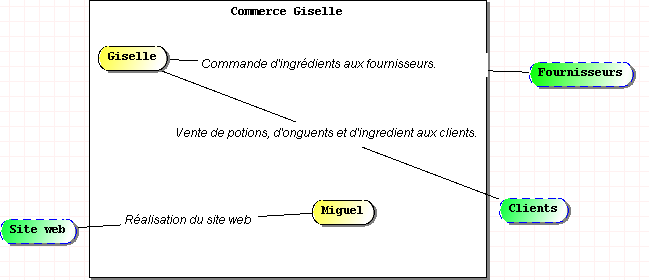 Commerce Giselle
Giselle
Commande d'ingrédients aux fournisseurs.
Fournisseurs
Vente de potions, d'onguents et d'ingredient aux clients.
Clients
Miguel
Réalisation du site web
Site web